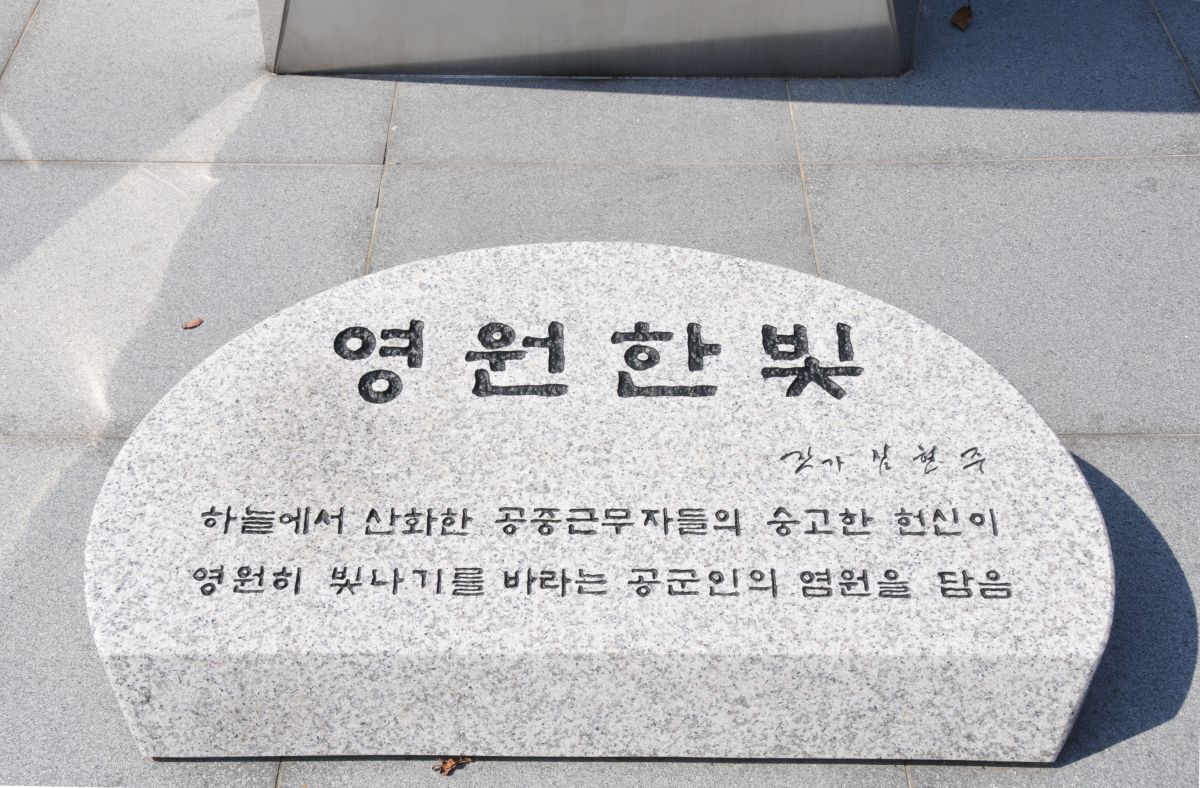 영원한빛
작가 김현주
하늘에서 산화한 공중근무자들의 숭고한 헌신이
영원히 빛나기를 바라는 공군인의 염원을 담음